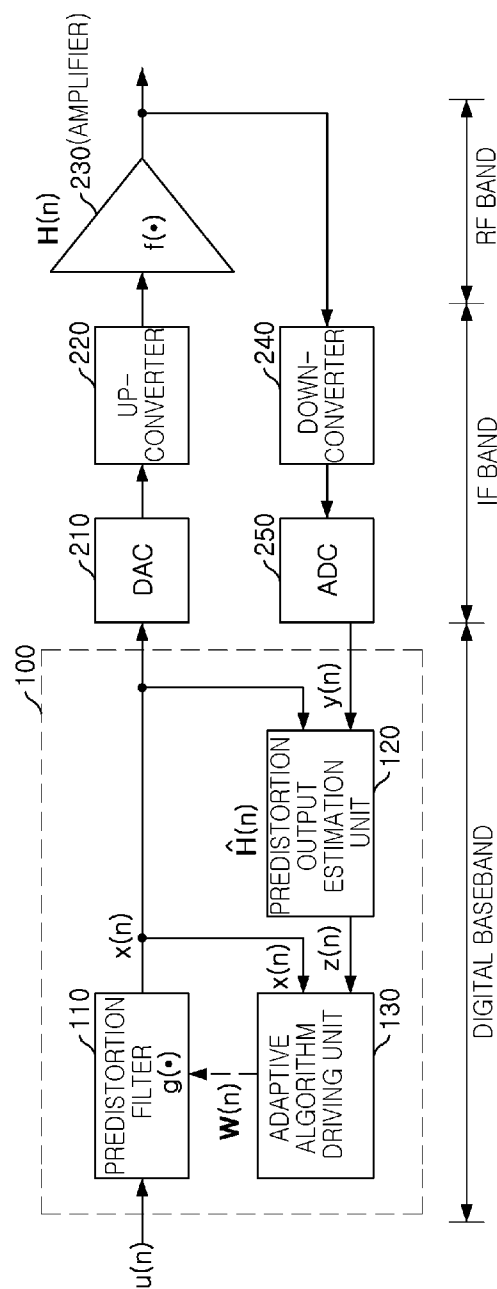 100
u(n)
110
PREDISTORTION
FILTER
g(•)
x(n)
210
DAC
220
UP-
CONVERTER
H(n)
230(AMPLIFIER)
f(•)
W(n)
x(n)
z(n)
ADAPTIVE
ALGORITHM
DRIVING UNIT
130
Ĥ(n)
PREDISTORTION
OUTPUT
ESTIMATION
UNIT
120
y(n)
250
ADC
240
DOWN-
CONVERTER
DIGITAL BASEBAND
IF BAND
RF BAND